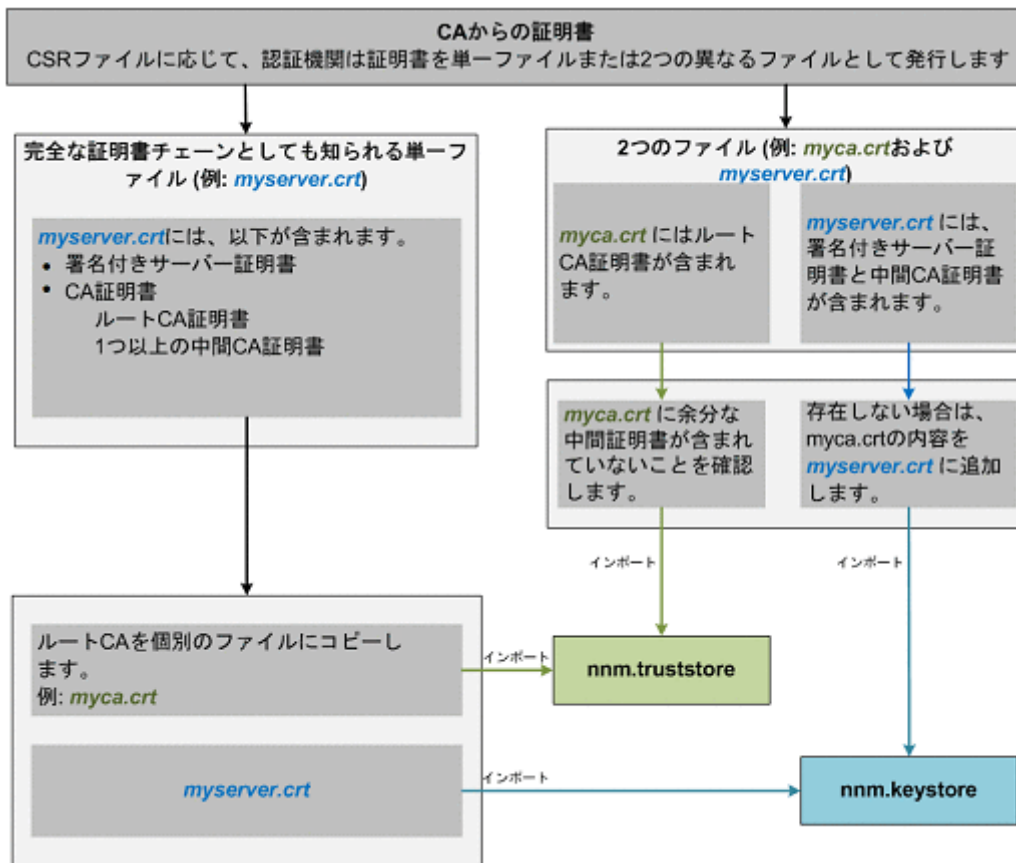 CAからの証明書
CSRファイルに応じて、認証機関は証明書を単一ファイルまたは2つの異なるファイルとして発行します
完全な証明書チェーンとしても知られる単一フ
ァイル (例: myserver.crt)
myserver.crtには、以下が含まれます。
• 署名付きサーバー証明書
• CA証明書
ルートCA証明書
1つ以上の中間CA証明書
2つのファイル (例: myca.crtおよび
myserver.crt)
myca.crt にはルート
CA証明書が含まれ
ます。
myserver.crt には、
署名付きサーバー証
明書と中間CA証明書
が含まれます。
myca.crt に余分な
中間証明書が含まれ
ていないことを確認
します。
存在しない場合は、
myca.crtの内容を
myserver.crt に追加
します。
インポート
インポート
ルートCAを個別のファイルにコピーし
ます。
例: myca.crt
インポート
nnm.truststore
myserver.crt
インポート
nnm.keystore